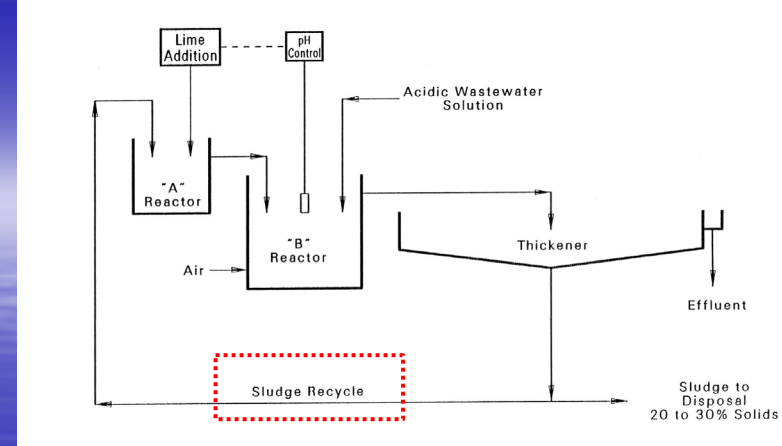 Lime
Addition
pH
Control
Acidic Wastewater
Solution
"A"
Reactor
"B"
Reactor
Air
Thickener
Effluent
Sludge Recycle
Sludge to
Disposal
20 to 30% Solids